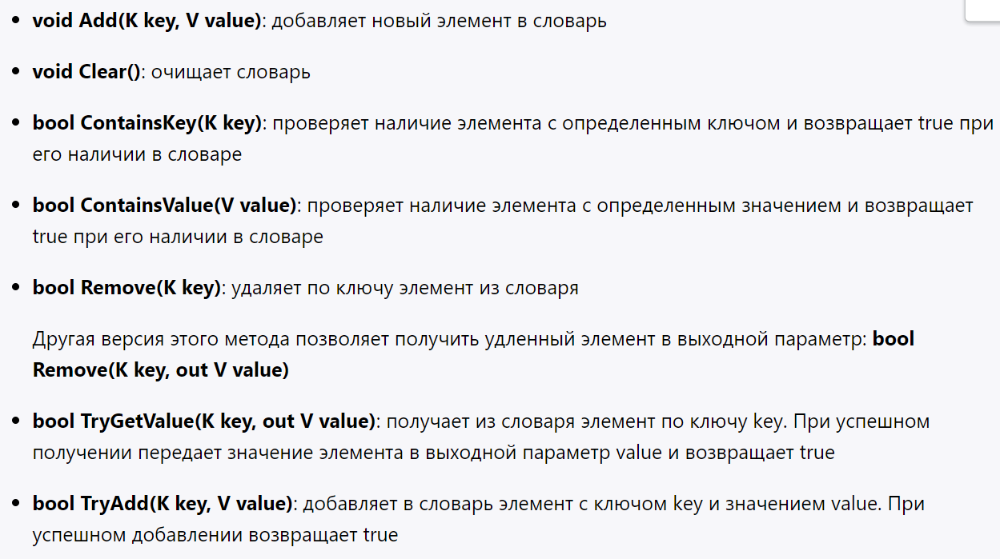 • void Add(K key, V value): добавляет новый элемент в словарь
• void Clear(): очищает словарь
• bool ContainsKey(K key): проверяет наличие элемента с определенным ключом и возвращает true при
его наличии в словаре
• bool ContainsValue(V value): проверяет наличие элемента с определенным значением и возвращает
true при его наличии в словаре
• bool Remove(K key): удаляет по ключу элемент из словаря
Другая версия этого метода позволяет получить удленный элемент в выходной параметр: bool
Remove(K key, out V value)
• bool TryGetValue(K key, out V value): получает из словаря элемент по ключу key. При успешном
получении передает значение элемента в выходной параметр value и возвращает true
• bool TryAdd(K key, V value): добавляет в словарь элемент с ключом key и значением value. При
успешном добавлении возвращает true